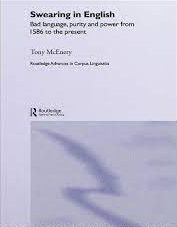 Swearing in English
Bad language, purity and power from
1586 to the present
Tony McEnery
Routledge Advances in Corpus Linguistics
Routledge